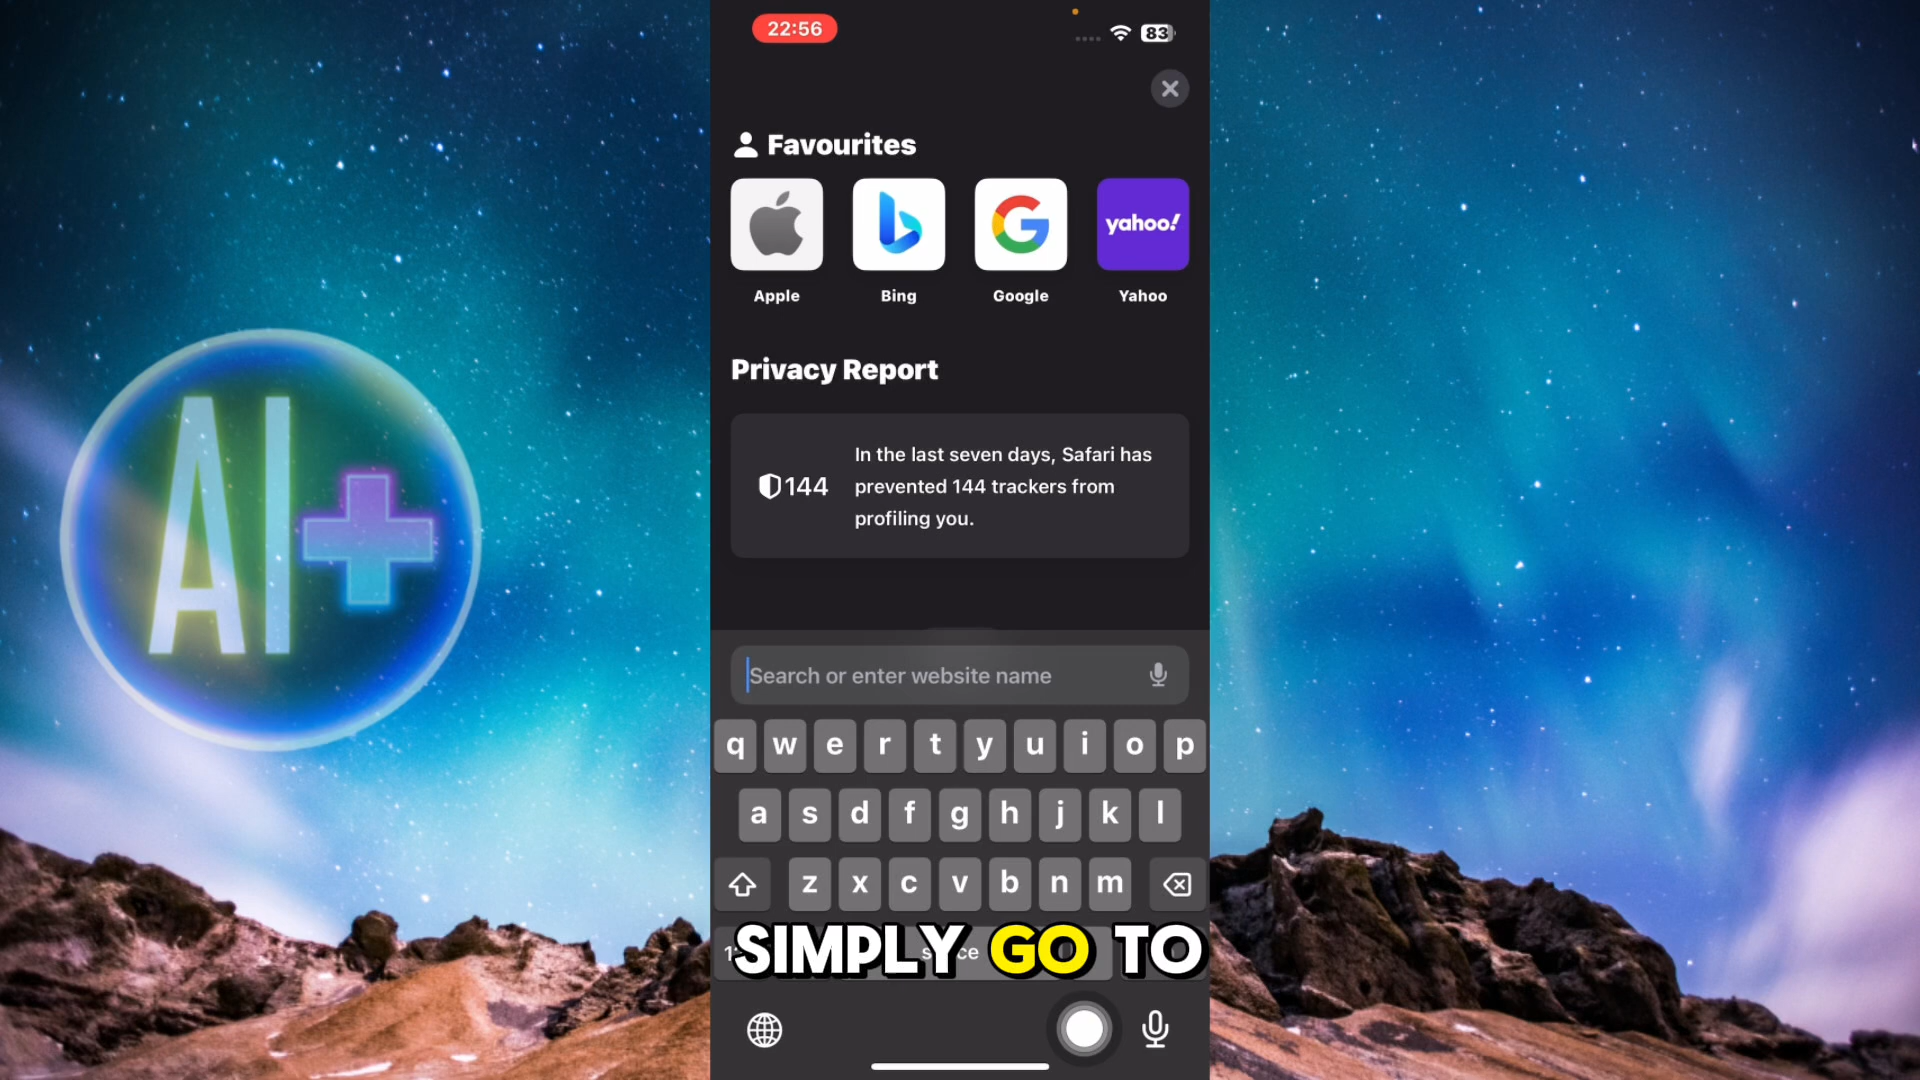 22:56
83
Favourites
yahoo!
Apple
Bing
Google
Yahoo
Privacy Report
144
In the last seven days, Safari has
prevented 144 trackers from
profiling you.
AI+
Search or enter website name
q w e r t y u i o p
a s d f g h j k l
z x c v b n m
SIMPLY GO TO